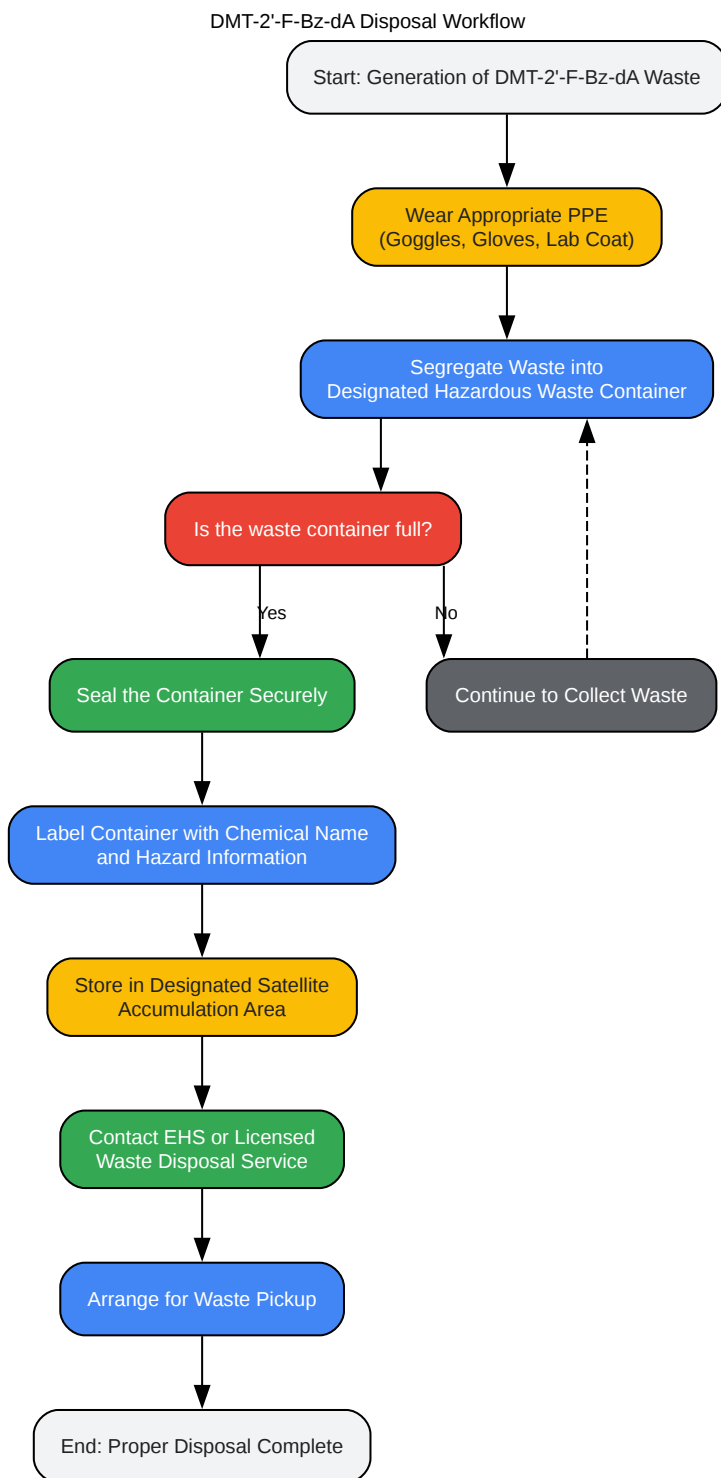 DMT-2'-F-Bz-dA Disposal Workflow
Start: Generation of DMT-2'-F-Bz-dA Waste
Wear Appropriate PPE
(Goggles, Gloves, Lab Coat)
Segregate Waste into
Designated Hazardous Waste Container
Is the waste container full?
Yes
No
Seal the Container Securely
Continue to Collect Waste
Label Container with Chemical Name
and Hazard Information
Store in Designated Satellite
Accumulation Area
Contact EHS or Licensed
Waste Disposal Service
Arrange for Waste Pickup
End: Proper Disposal Complete